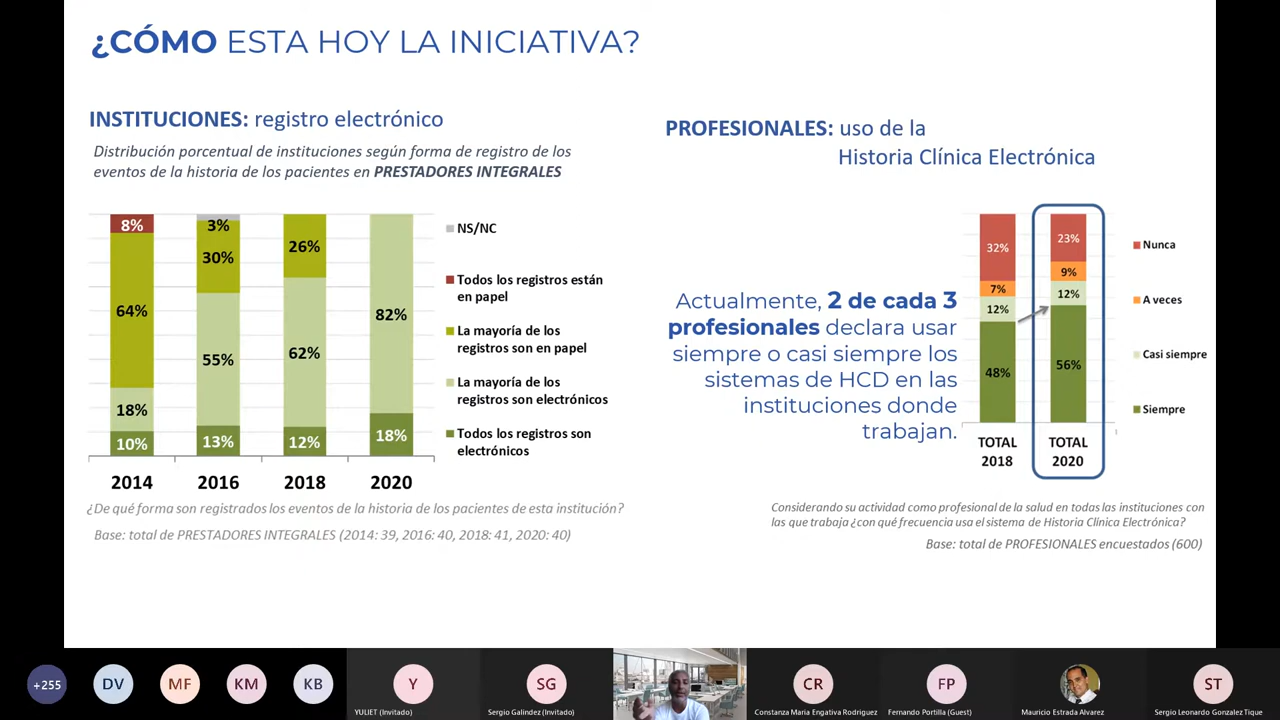 ¿CÓMO ESTA HOY LA INICIATIVA?
INSTITUCIONES: registro electrónico
Distribución porcentual de instituciones según forma de registro de los
eventos de la historia de los pacientes en PRESTADORES INTEGRALES
8%
64%
18%
10%
3%
30%
55%
13%
26%
62%
12%
82%
18%
2014
2016
2018
2020
NS/NC
Todos los registros están
en papel
La mayoría de los
registros son en papel
La mayoría de los
registros son electrónicos
Todos los registros son
electrónicos
¿De qué forma son registrados los eventos de la historia de los pacientes de esta institución?
Base: total de PRESTADORES INTEGRALES (2014: 39, 2016: 40, 2018: 41, 2020: 40)
PROFESIONALES: uso de la
Historia Clínica Electrónica
Actualmente, 2 de cada 3
profesionales declara usar
siempre o casi siempre los
sistemas de HCD en las
instituciones donde
trabajan.
32%
7%
12%
48%
23%
9%
12%
56%
TOTAL
2018
TOTAL
2020
Nunca
A veces
Casi siempre
Siempre
Considerando su actividad como profesional de la salud en todas las instituciones con
las que trabaja ¿con qué frecuencia usa el sistema de Historia Clínica Electrónica?
Base: total de PROFESIONALES encuestados (600)
+255
DV
MF
KM
KB
Y
YULIET (Invitado)
SG
Sergio Galindez (Invitado)
CR
Constanza Maria Engativa Rodriguez
FP
Fernando Portilla (Guest)
Mauricio Estrada Alvarez
ST
Sergio Leonardo Gonzalez Tique